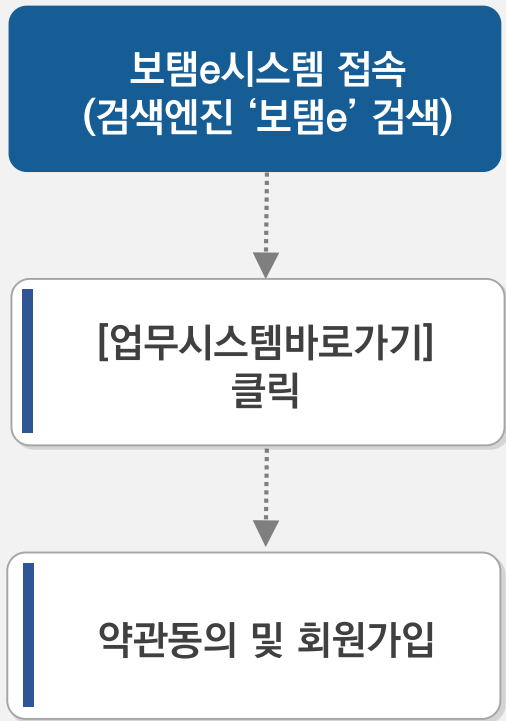 보탬e시스템 접속
(검색엔진 ‘보탬e’ 검색)
[업무시스템바로가기]
클릭
약관동의 및 회원가입